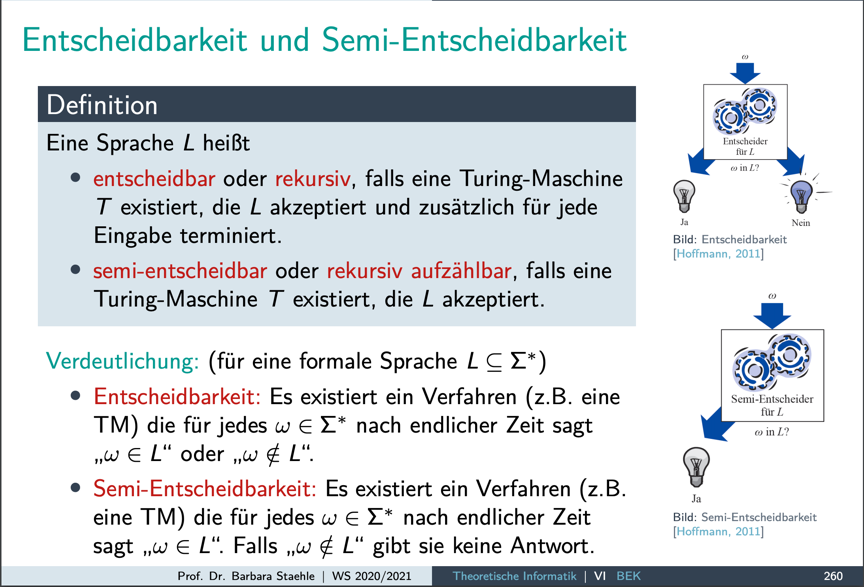 Entscheidbarkeit und Semi-Entscheidbarkeit
Definition
Eine Sprache L heißt
• entscheidbar oder rekursiv, falls eine Turing-Maschine
T existiert, die L akzeptiert und zusätzlich für jede
Eingabe terminiert.
• semi-entscheidbar oder rekursiv aufzählbar, falls eine
Turing-Maschine T existiert, die L akzeptiert.
Verdeutlichung: (für eine formale Sprache L ⊆ Σ*)
• Entscheidbarkeit: Es existiert ein Verfahren (z.B. eine
TM) die für jedes ω ∈ Σ* nach endlicher Zeit sagt
„ω ∈ L“ oder „ω ∉ L“.
• Semi-Entscheidbarkeit: Es existiert ein Verfahren (z.B.
eine TM) die für jedes ω ∈ Σ* nach endlicher Zeit
sagt „ω ∈ L“. Falls „ω ∉ L“ gibt sie keine Antwort.
ω
Entscheider
für L
ω in L?
Ja
Nein
Bild: Entscheidbarkeit
[Hoffmann, 2011]
ω
Semi-Entscheider
für L
ω in L?
Ja
Bild: Semi-Entscheidbarkeit
[Hoffmann, 2011]
Prof. Dr. Barbara Staehle | WS 2020/2021
Theoretische Informatik | VI BEK
260